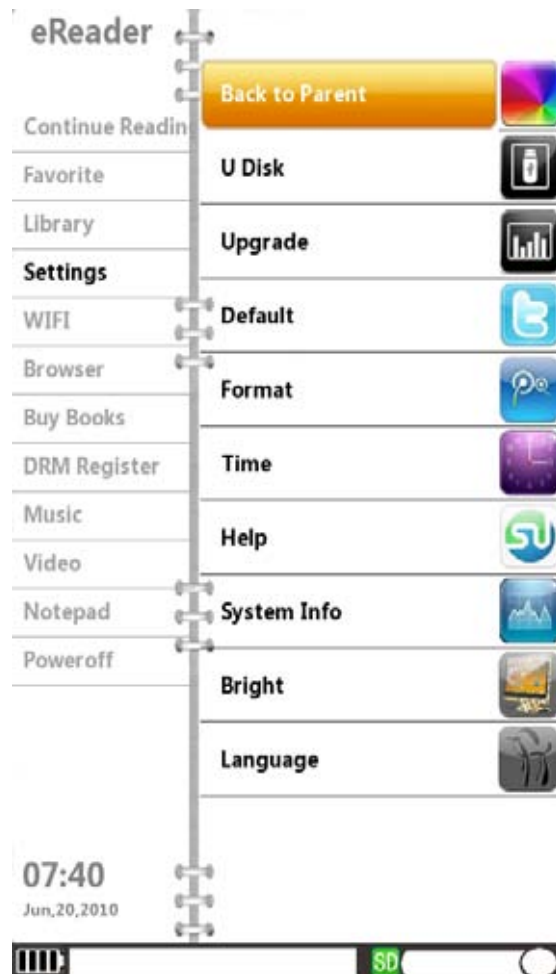 eReader
Continue Readin
Favorite
Library
Settings
WIFI
Browser
Buy Books
DRM Register
Music
Video
Notepad
Poweroff
07:40
Jun,20,2010
Back to Parent
U Disk
Upgrade
Default
Format
Time
Help
System Info
Bright
Language
SD